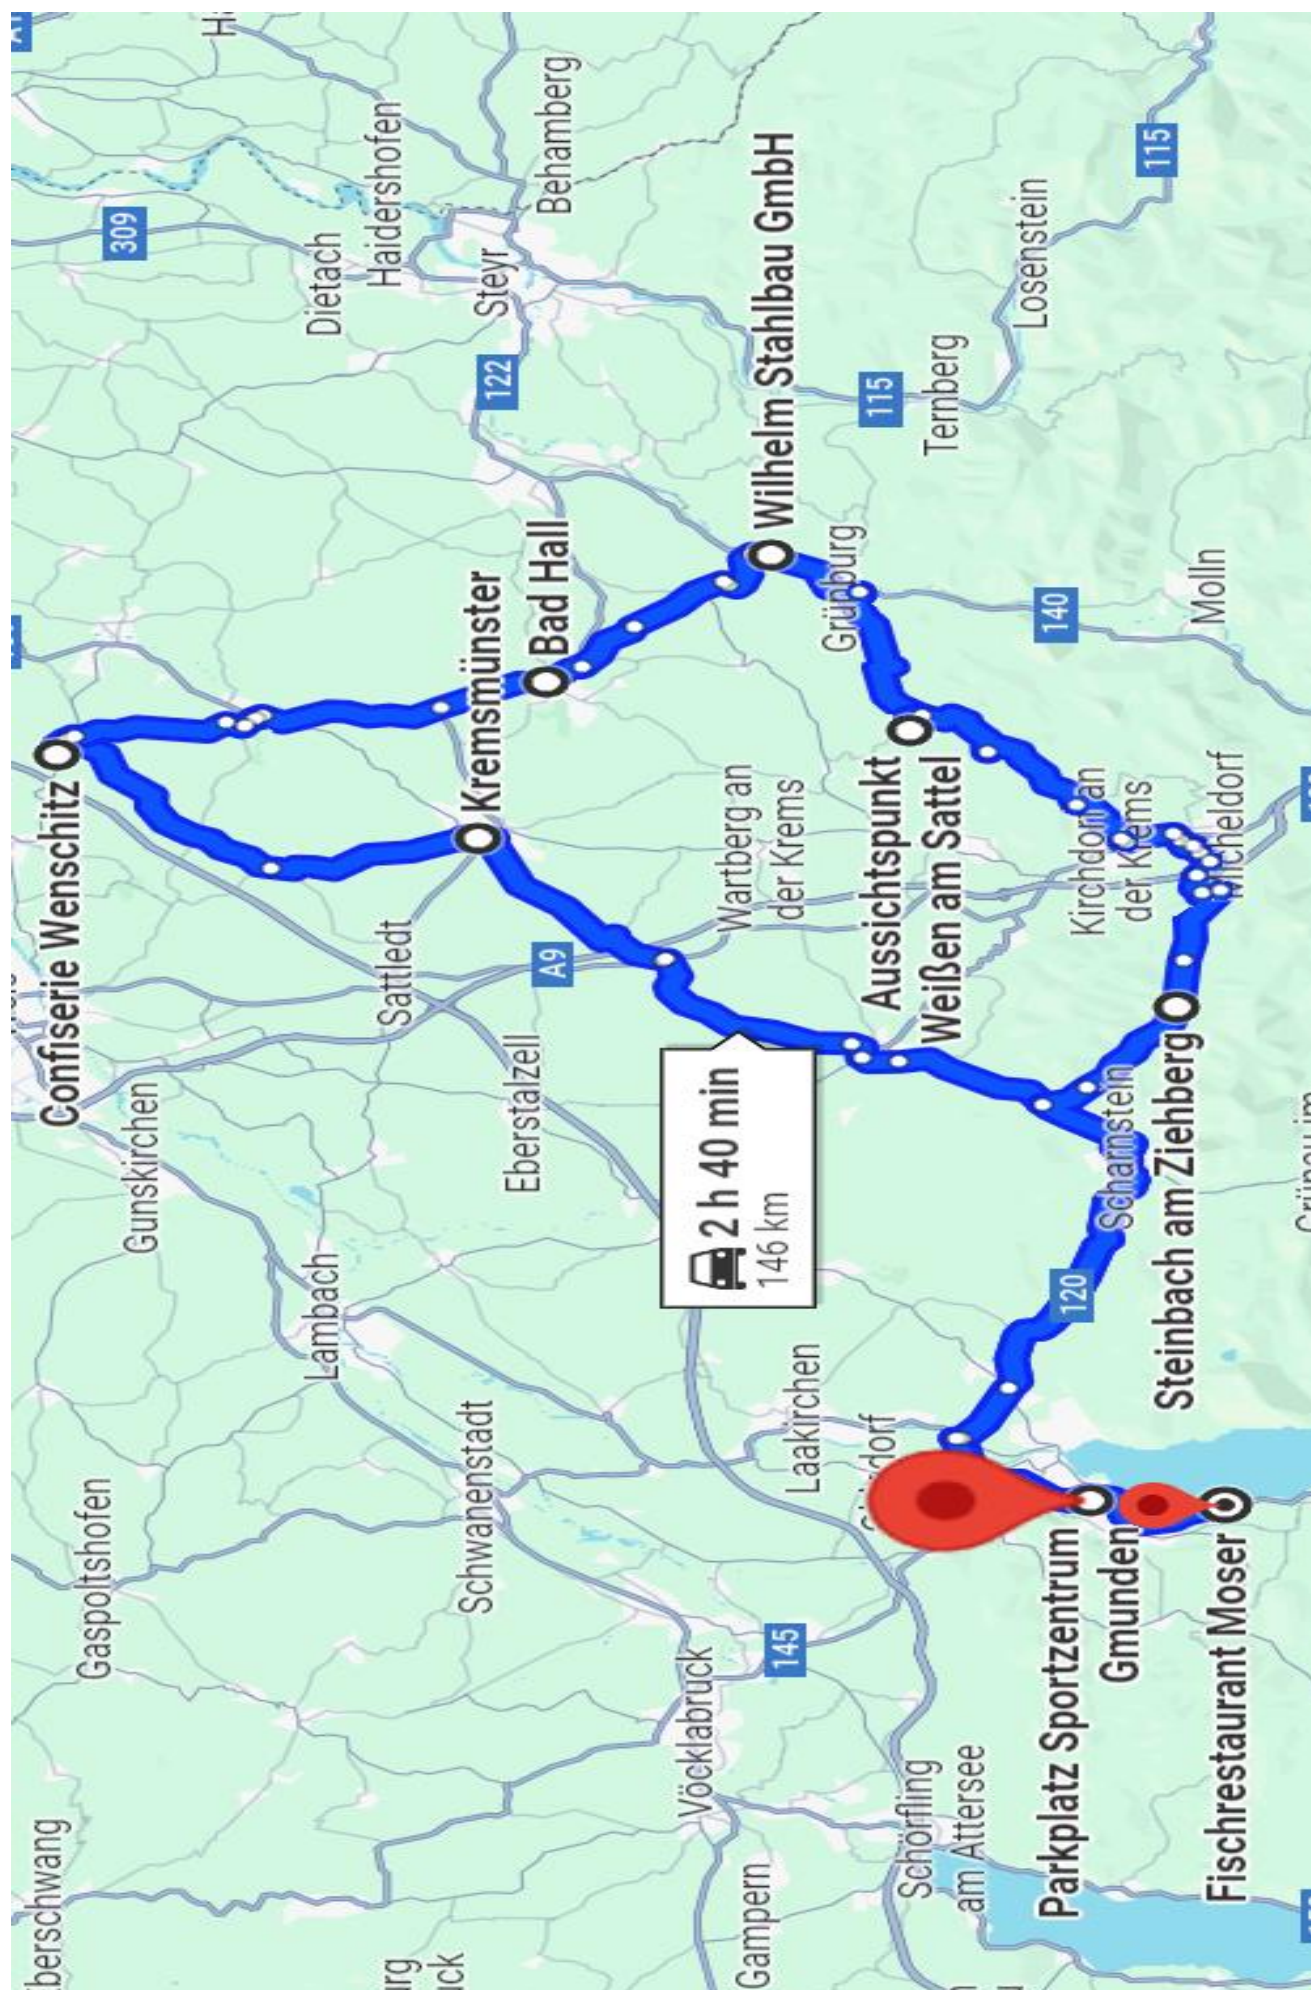 Confiserie Wenschitz
berschwang
Gaspoltshofen
Gunskirchen
309
Lambach
Dietach
Sattledt
Haidershofen
Schwanenstadt
Kremsmünster
Steyr
122
Eberstalzell
A9
Bad Hall
Behamberg
Vöcklabruck
2 h 40 min
146 km
Wartberg an
der Krems
Wilhelm Stahlbau GmbH
Gampern
145
Laakirchen
Grünburg
115
Aussichtspunkt
Weißen am Sattel
Schörfling
am Attersee
Ternberg
Losenstein
140
120
Parkplatz Sportzentrum
Gmunden
Kirchdorf an
der Krems
Scharnstein
115
Steinbach am Ziehberg
Molln
Micheldorf
Fischrestaurant Moser